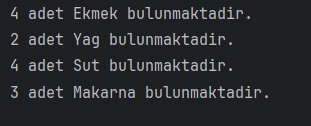 4 adet Ekmek bulunmaktadir.
2 adet Yag bulunmaktadir.
4 adet Sut bulunmaktadir.
3 adet Makarna bulunmaktadir.